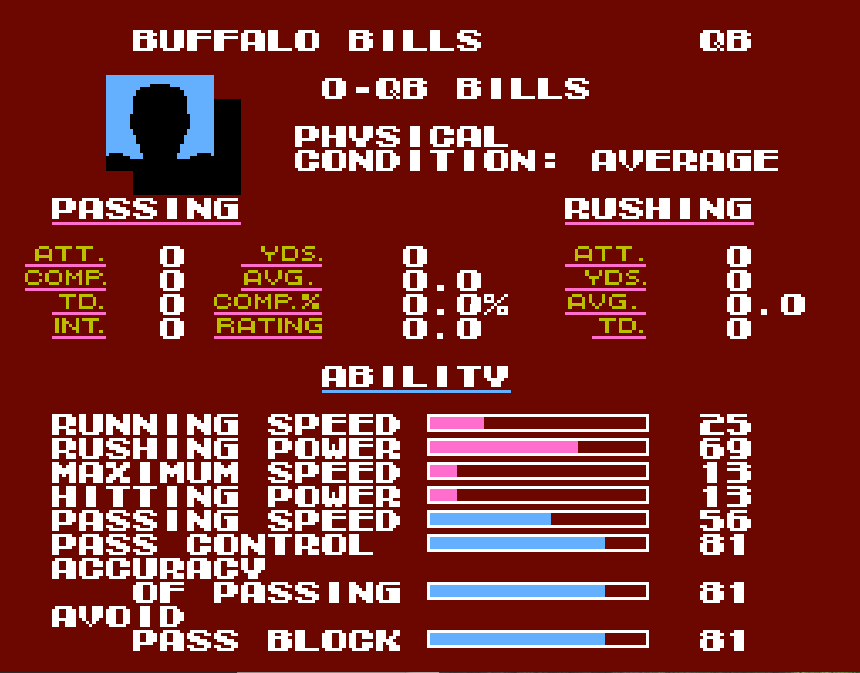 BUFFALO BILLS QB
0-QB BILLS
PHYSICAL
CONDITION: AVERAGE
PASSING RUSHING
ATT. 0 YDS. 0 ATT. 0
COMP. 0 AVG. 0.0 YDS. 0
TD. 0 COMP.% 0.0% AVG. 0.0
INT. 0 RATING 0.0 TD. 0
ABILITY
RUNNING SPEED 25
RUSHING POWER 69
MAXIMUM SPEED 13
HITTING POWER 13
PASSING SPEED 56
PASS CONTROL 81
ACCURACY
OF PASSING 81
AVOID
PASS BLOCK 81